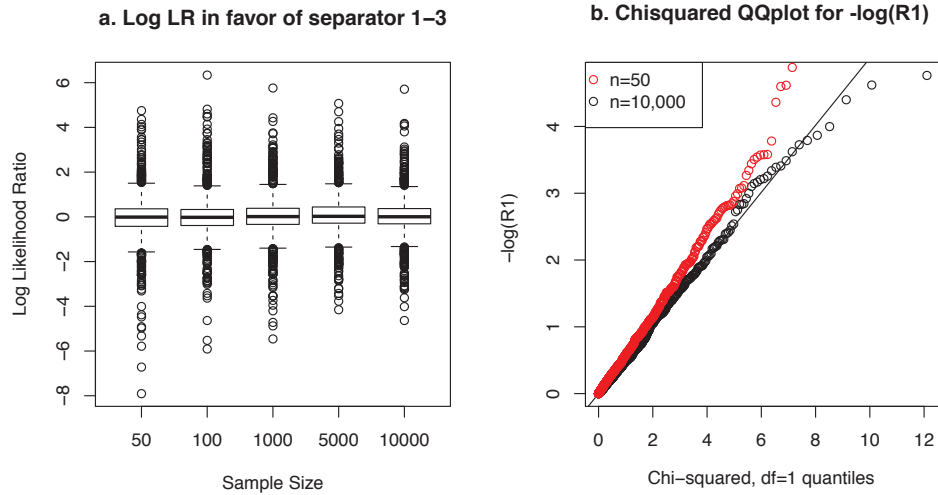 a. Log LR in favor of separator 1–3
Log Likelihood Ratio
6
4
2
0
−2
−4
−6
−8
50 100 1000 5000 10000
Sample Size
b. Chisquared QQplot for -log(R1)
n=50
n=10,000
−log(R1)
4
3
2
1
0
0 2 4 6 8 10 12
Chi−squared, df=1 quantiles